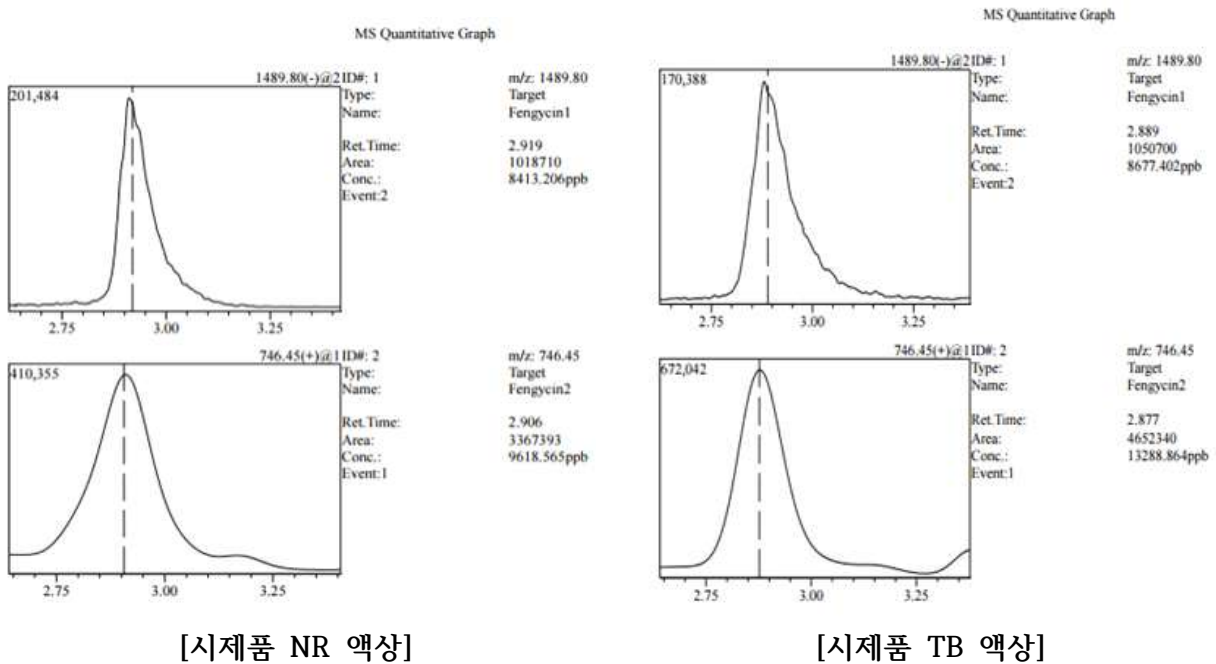 MS Quantitative Graph
1489.80(-)@2 ID#: 1 m/z: 1489.80
201,484
Type: Target
Name: Fengycin1
Ret.Time: 2.919
Area: 1018710
Conc.: 8413.206ppb
Event:2
2.75 3.00 3.25
746.45(+)@1 ID#: 2 m/z: 746.45
410,355
Type: Target
Name: Fengycin2
Ret.Time: 2.906
Area: 3367393
Conc.: 9618.565ppb
Event:1
2.75 3.00 3.25
[시제품 NR 액상]
MS Quantitative Graph
1489.80(-)@2 ID#: 1 m/z: 1489.80
170,388
Type: Target
Name: Fengycin1
Ret.Time: 2.889
Area: 1050700
Conc.: 8677.402ppb
Event:2
2.75 3.00 3.25
746.45(+)@1 ID#: 2 m/z: 746.45
672,042
Type: Target
Name: Fengycin2
Ret.Time: 2.877
Area: 4652340
Conc.: 13288.864ppb
Event:1
2.75 3.00 3.25
[시제품 TB 액상]